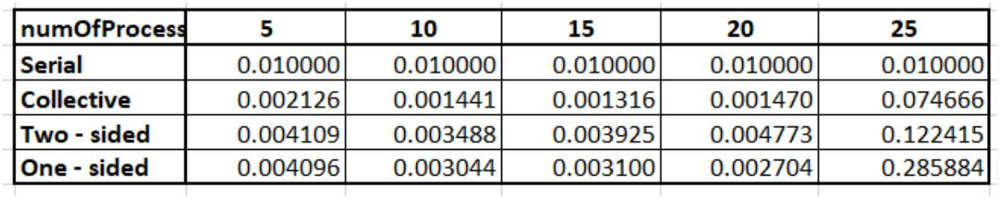 numOfProcess 5 10 15 20 25
Serial 0.010000 0.010000 0.010000 0.010000 0.010000
Collective 0.002126 0.001441 0.001316 0.001470 0.074666
Two - sided 0.004109 0.003488 0.003925 0.004773 0.122415
One - sided 0.004096 0.003044 0.003100 0.002704 0.285884